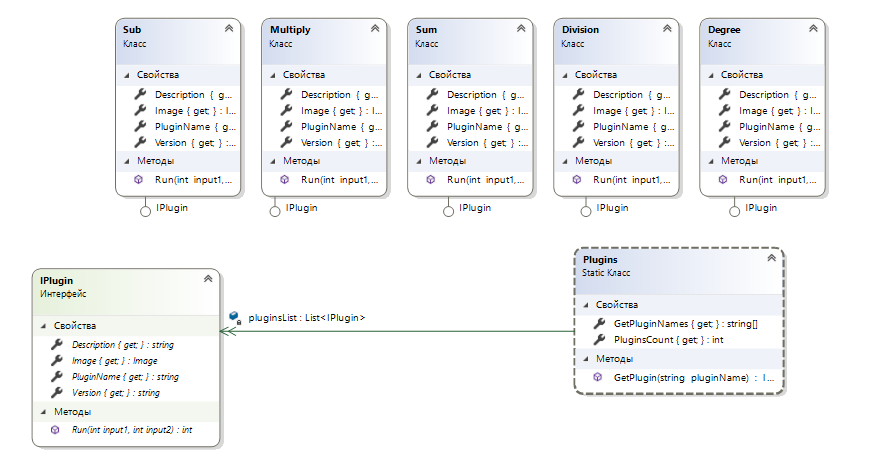 Sub
Класс
Свойства
Description { g...
Image { get; } : I...
PluginName { g...
Version { get; } :...
Методы
Run(int input1,...
IPlugin
Multiply
Класс
Свойства
Description { g...
Image { get; } : I...
PluginName { g...
Version { get; } :...
Методы
Run(int input1,...
IPlugin
Sum
Класс
Свойства
Description { g...
Image { get; } : I...
PluginName { g...
Version { get; } :...
Методы
Run(int input1,...
IPlugin
Division
Класс
Свойства
Description { g...
Image { get; } : I...
PluginName { g...
Version { get; } :...
Методы
Run(int input1,...
IPlugin
Degree
Класс
Свойства
Description { g...
Image { get; } : I...
PluginName { g...
Version { get; } :...
Методы
Run(int input1,...
IPlugin
IPlugin
Интерфейс
Свойства
Description { get; } : string
Image { get; } : Image
PluginName { get; } : string
Version { get; } : string
Методы
Run(int input1, int input2) : int
pluginsList : List<IPlugin>
Plugins
Static Класс
Свойства
GetPluginNames { get; } : string[]
PluginsCount { get; } : int
Методы
GetPlugin(string pluginName) : I...